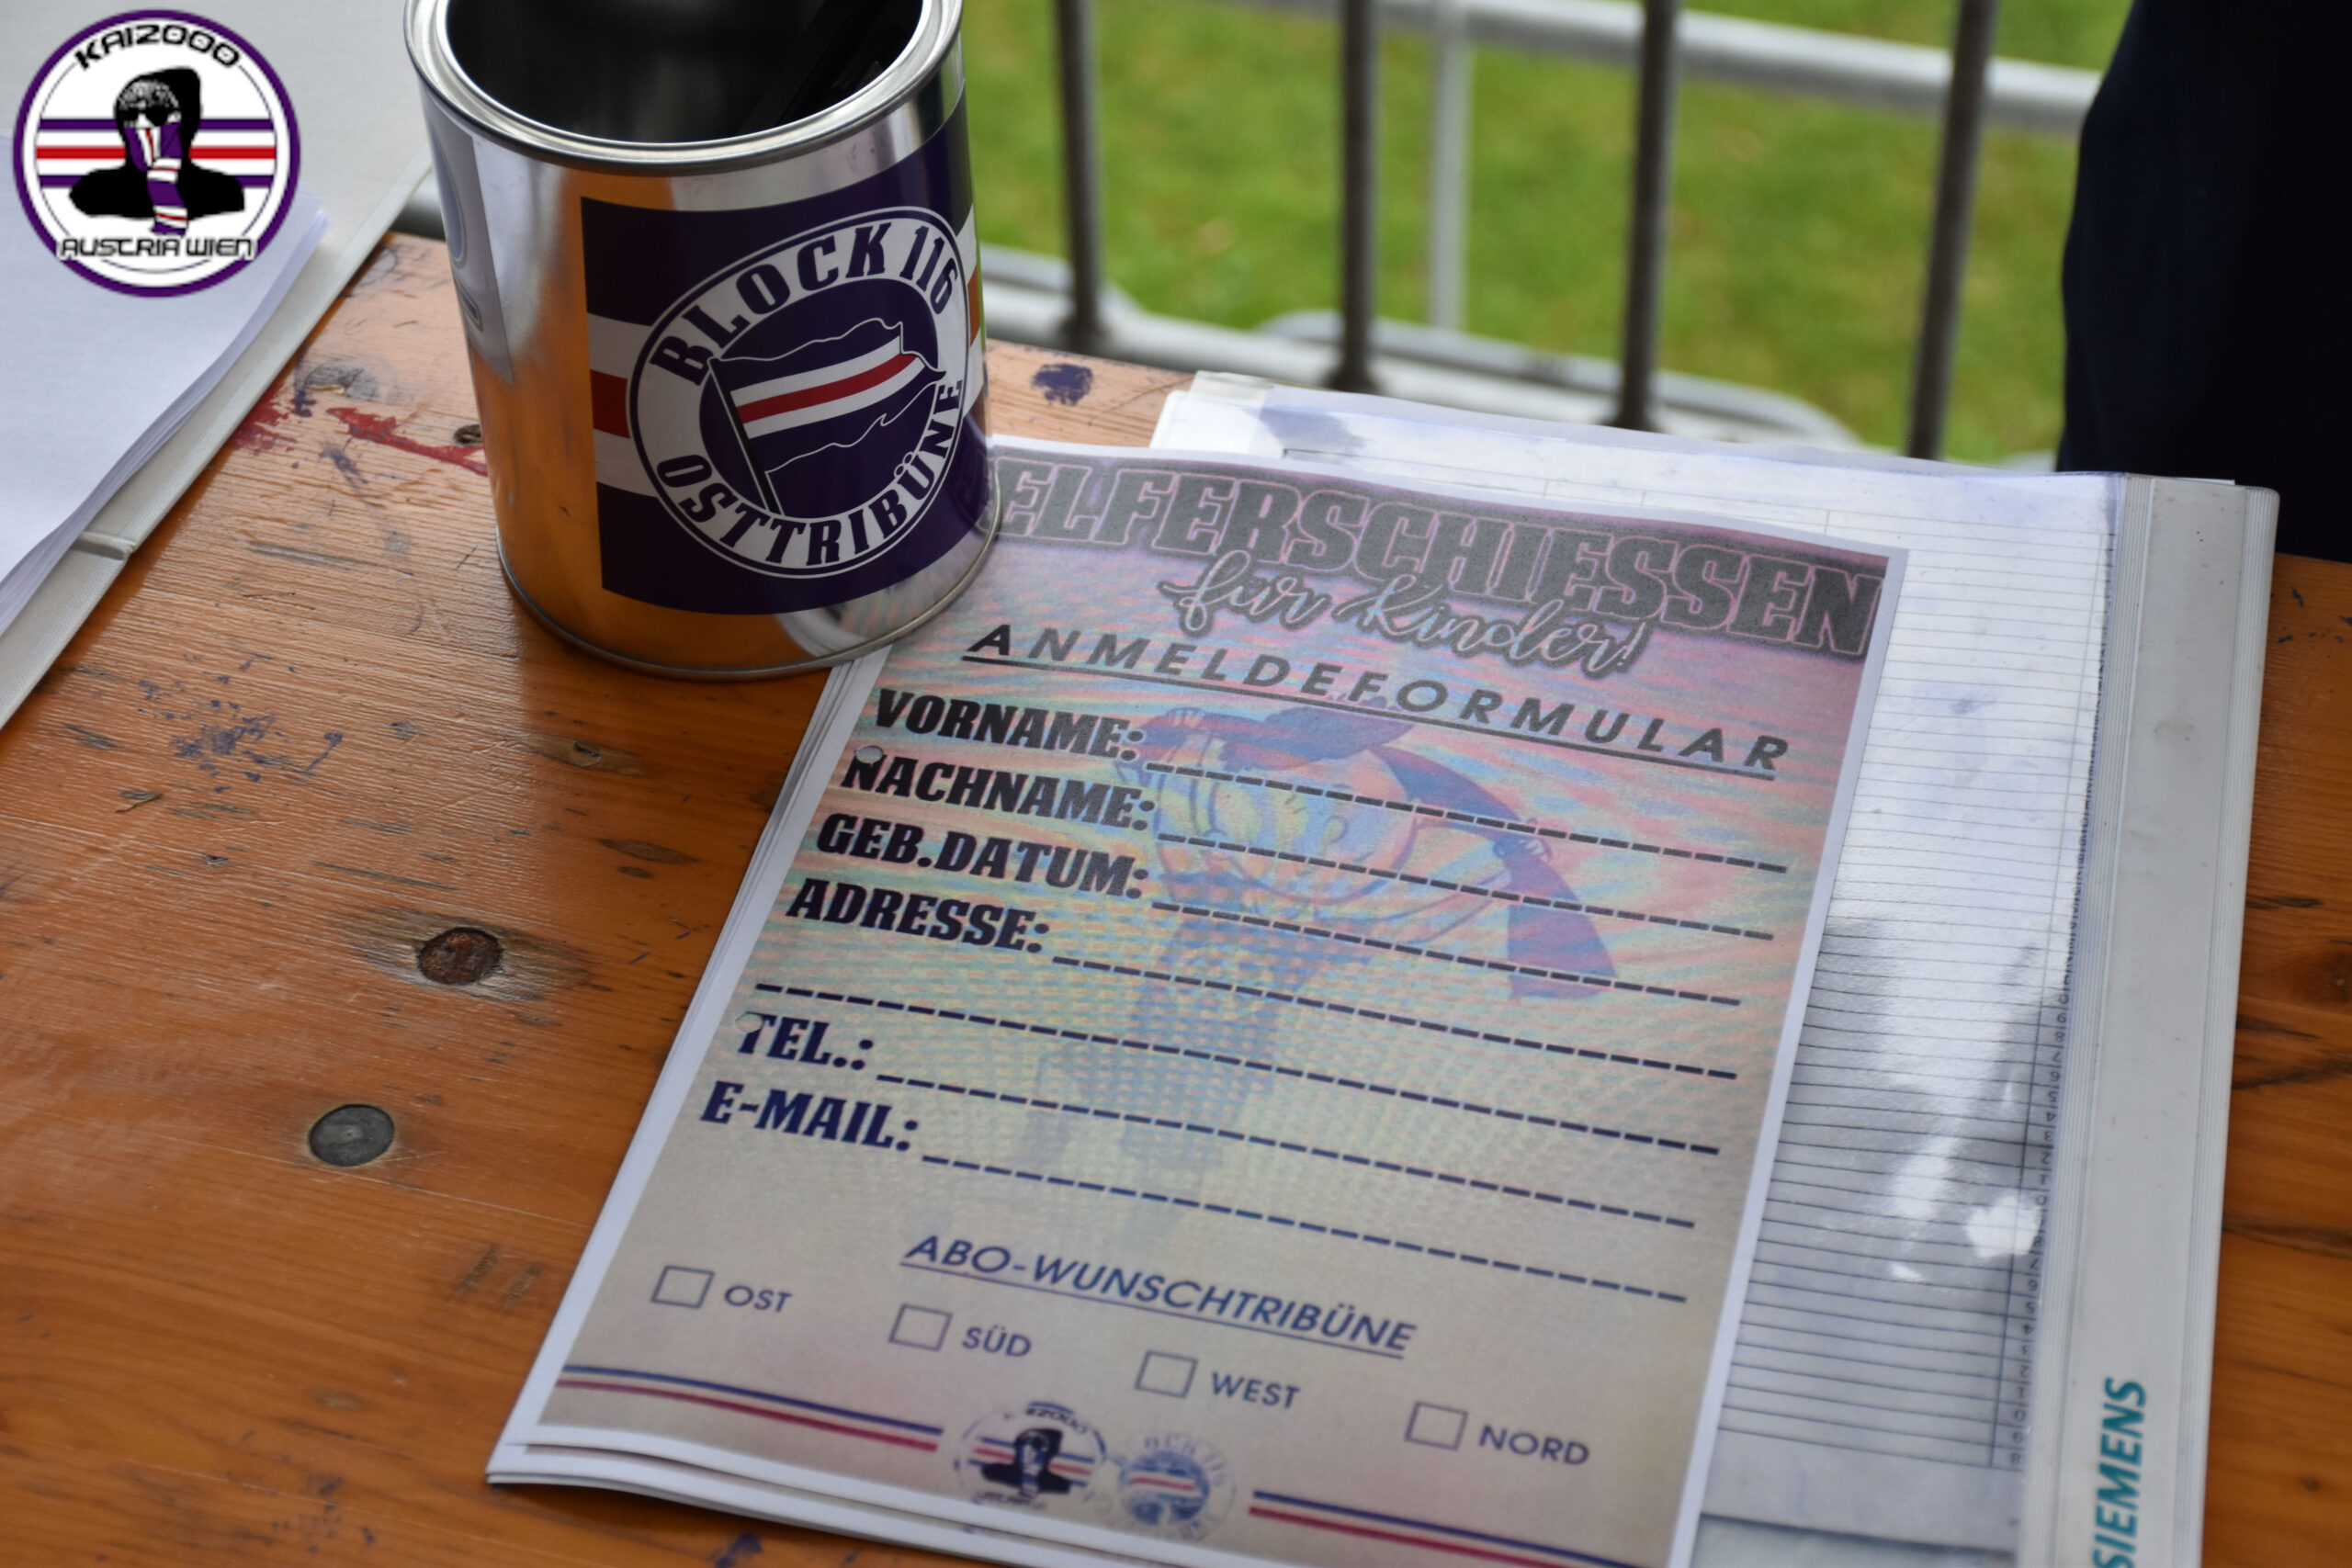 KAI2000
AUSTRIA WIEN
BLOCK 116
OSTTRIBÜNE
ELFERSCHIESSEN
für Kinder!
ANMELDEFORMULAR
VORNAME:
NACHNAME:
GEB.DATUM:
ADRESSE:
TEL.:
E-MAIL:
ABO-WUNSCHTRIBÜNE
OST
SÜD
WEST
NORD
SIEMENS